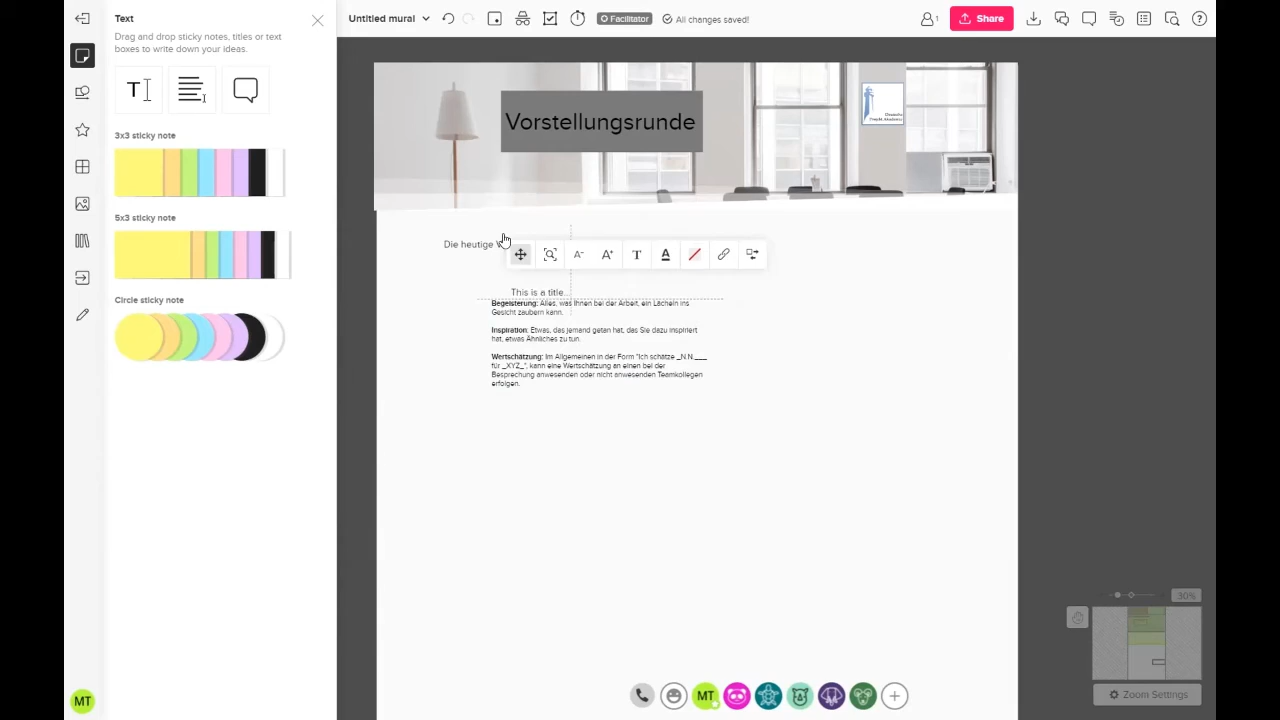 Text
Untitled mural
Facilitator
All changes saved!
1
Share
Drag and drop sticky notes, titles or text
boxes to write down your ideas.
T
3x3 sticky note
5x3 sticky note
Circle sticky note
MT
Vorstellungsrunde
Deutsche
Die heutige
A-
A+
T
A
This is a title...
Begeisterung: Alles, was Ihnen bei der Arbeit, ein Lächeln ins
Gesicht zaubern kann.
Inspiration: Etwas, das jemand getan hat, das Sie dazu inspiriert
hat, etwas Ähnliches zu tun.
Wertschätzung: Im Allgemeinen in der Form "Ich schätze _N.N.___
für _XYZ_", kann eine Wertschätzung an einen bei der
Besprechung anwesenden oder nicht anwesenden Teamkollegen
erfolgen.
30%
Zoom Settings
MT